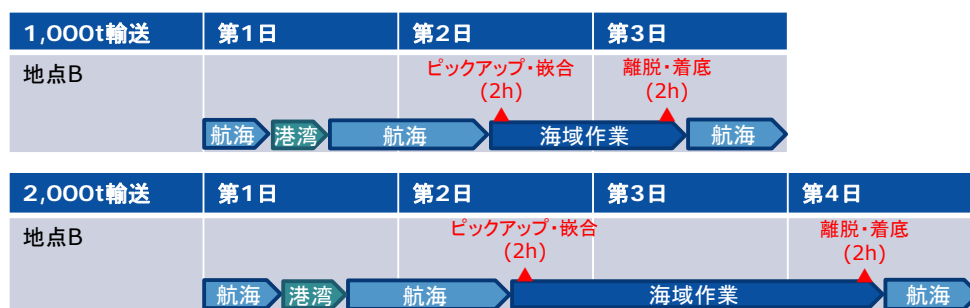 1,000t輸送 第1日 第2日 第3日
地点B
ピックアップ・嵌合
(2h)
離脱・着底
(2h)
航海 港湾 航海 海域作業 航海
2,000t輸送 第1日 第2日 第3日 第4日
地点B
ピックアップ・嵌合
(2h)
離脱・着底
(2h)
航海 港湾 航海 海域作業 航海